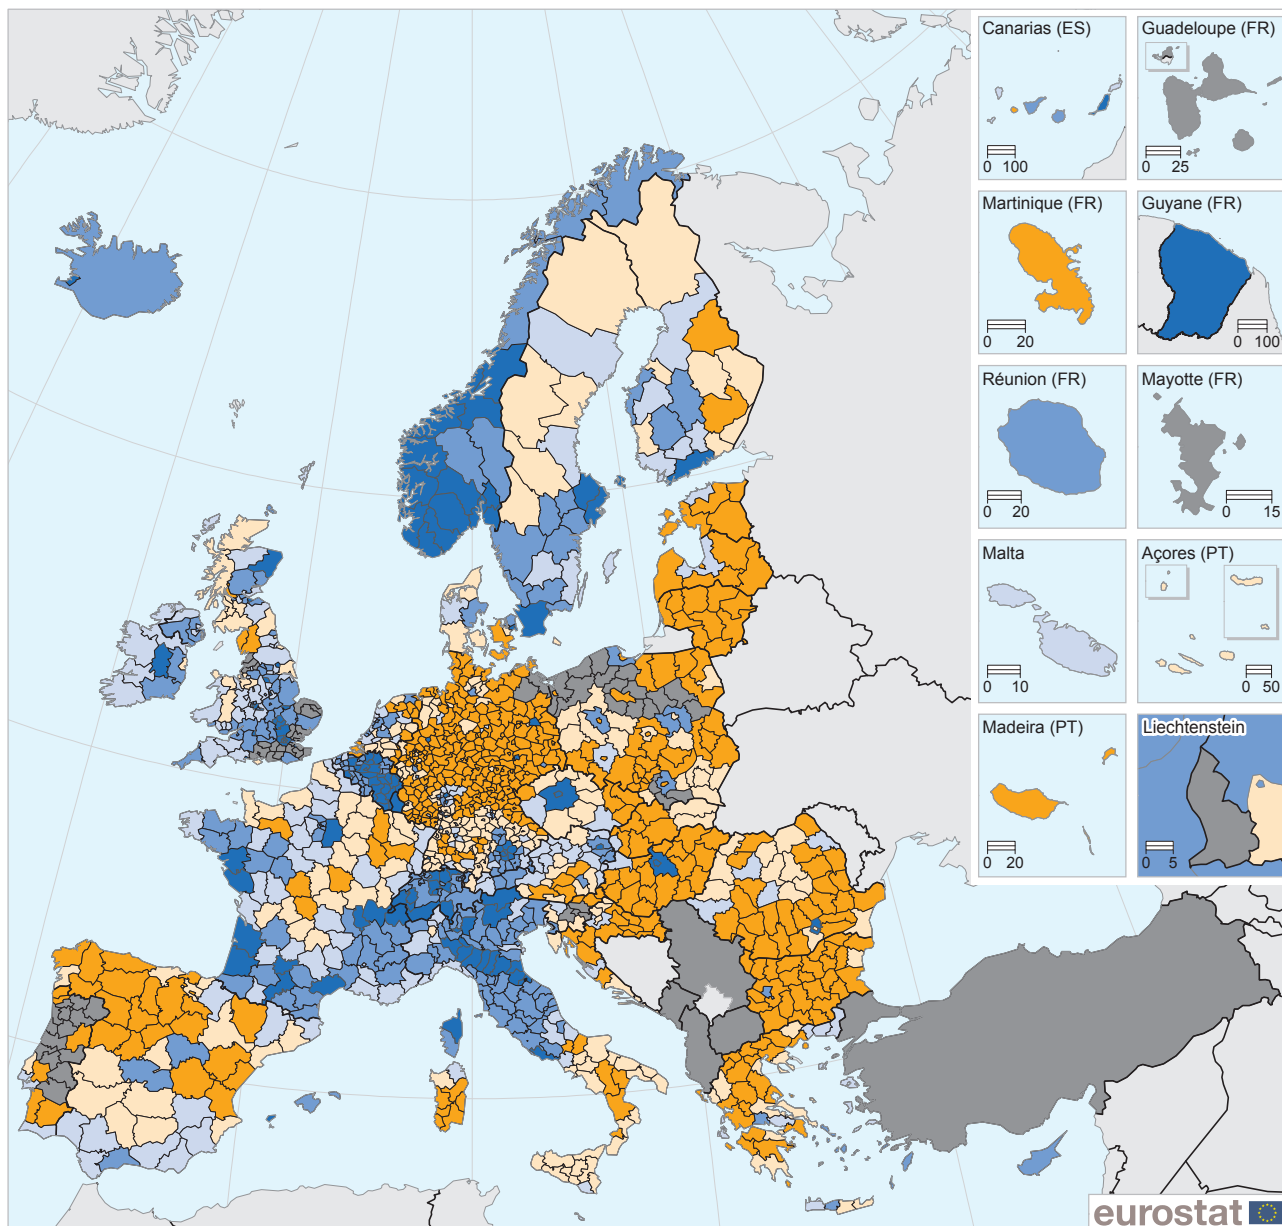 Canarias (ES)
0 100
Guadeloupe (FR)
0 25
Martinique (FR)
0 20
Guyane (FR)
0 100
Réunion (FR)
0 20
Mayotte (FR)
0 15
Malta
0 10
Açores (PT)
0 50
Madeira (PT)
0 20
Liechtenstein
0 5
eurostat